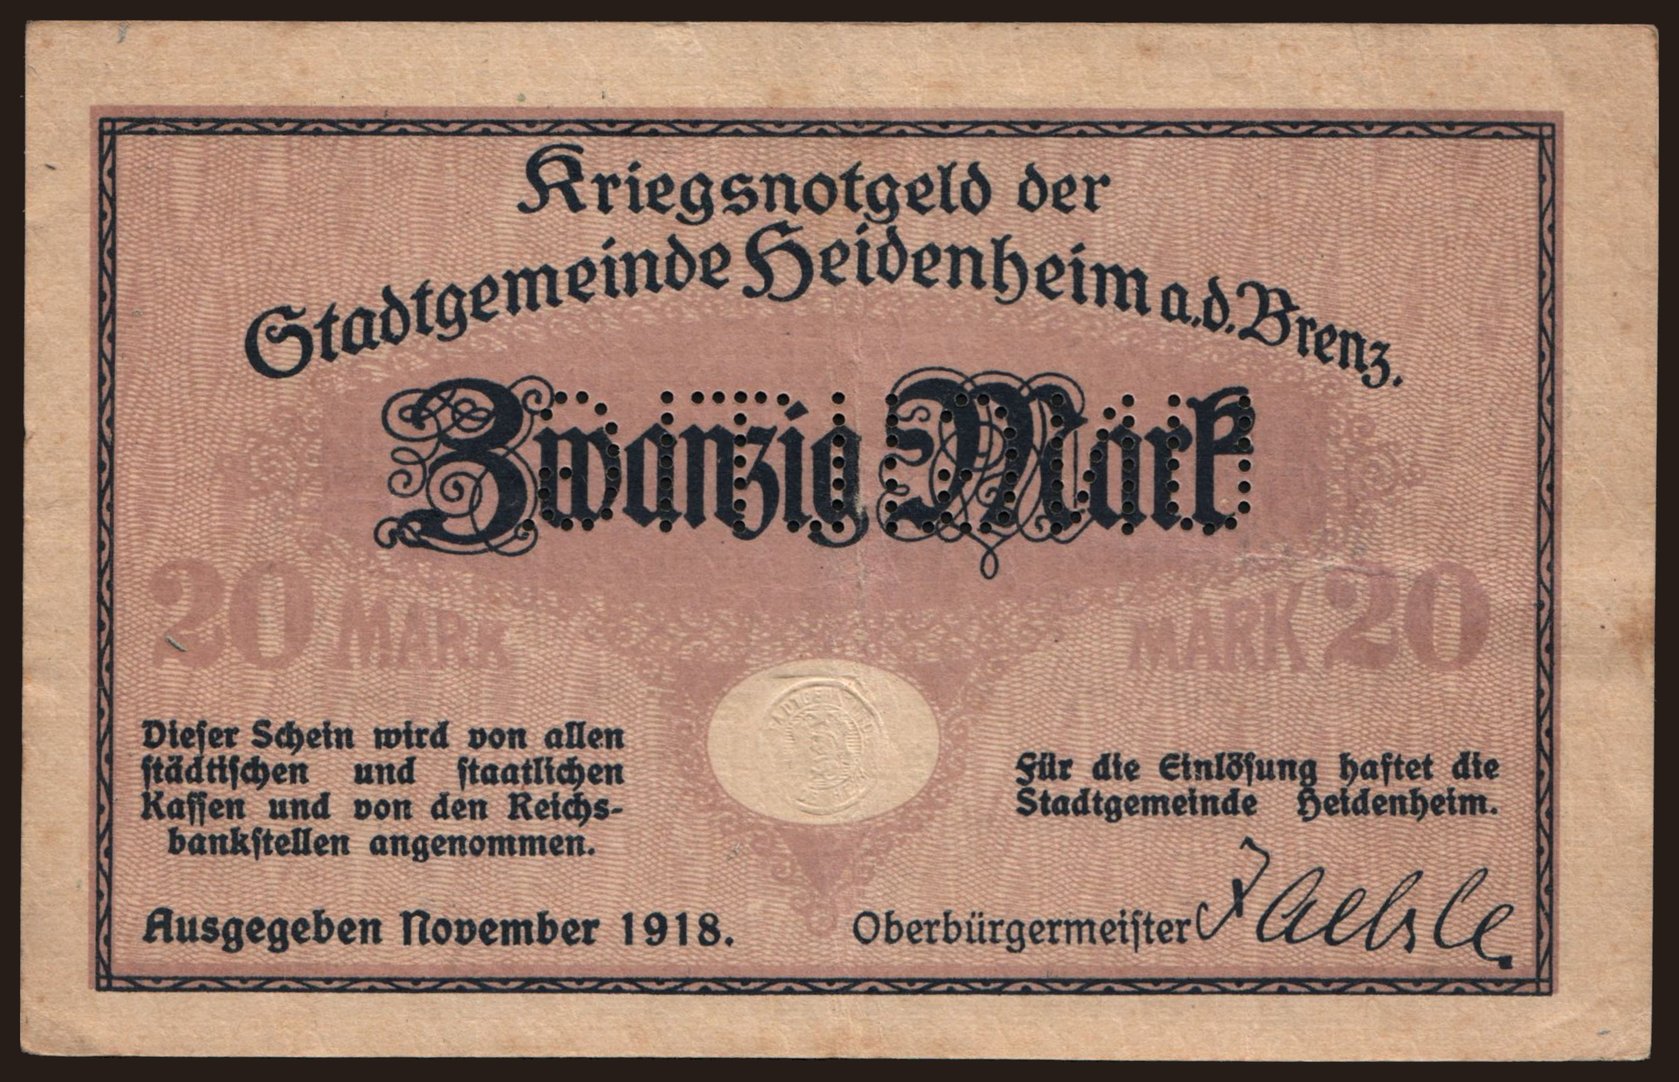 Kriegsnotgeld der
Stadtgemeinde Heidenheim a.d. Brenz.
Zwanzig Mark
20 MARK
MARK 20
Dieser Schein wird von allen
städtischen und staatlichen
Kassen und von den Reichs-
bankstellen angenommen.
Für die Einlösung haftet die
Stadtgemeinde Heidenheim.
Ausgegeben November 1918.
Oberbürgermeister Jaekle